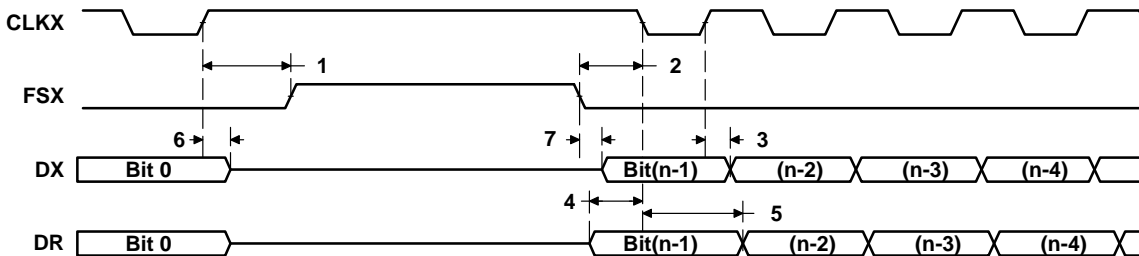 CLKX
1 2
FSX
6 7 3
DX Bit 0 Bit(n-1) (n-2) (n-3) (n-4)
4 5
DR Bit 0 Bit(n-1) (n-2) (n-3) (n-4)